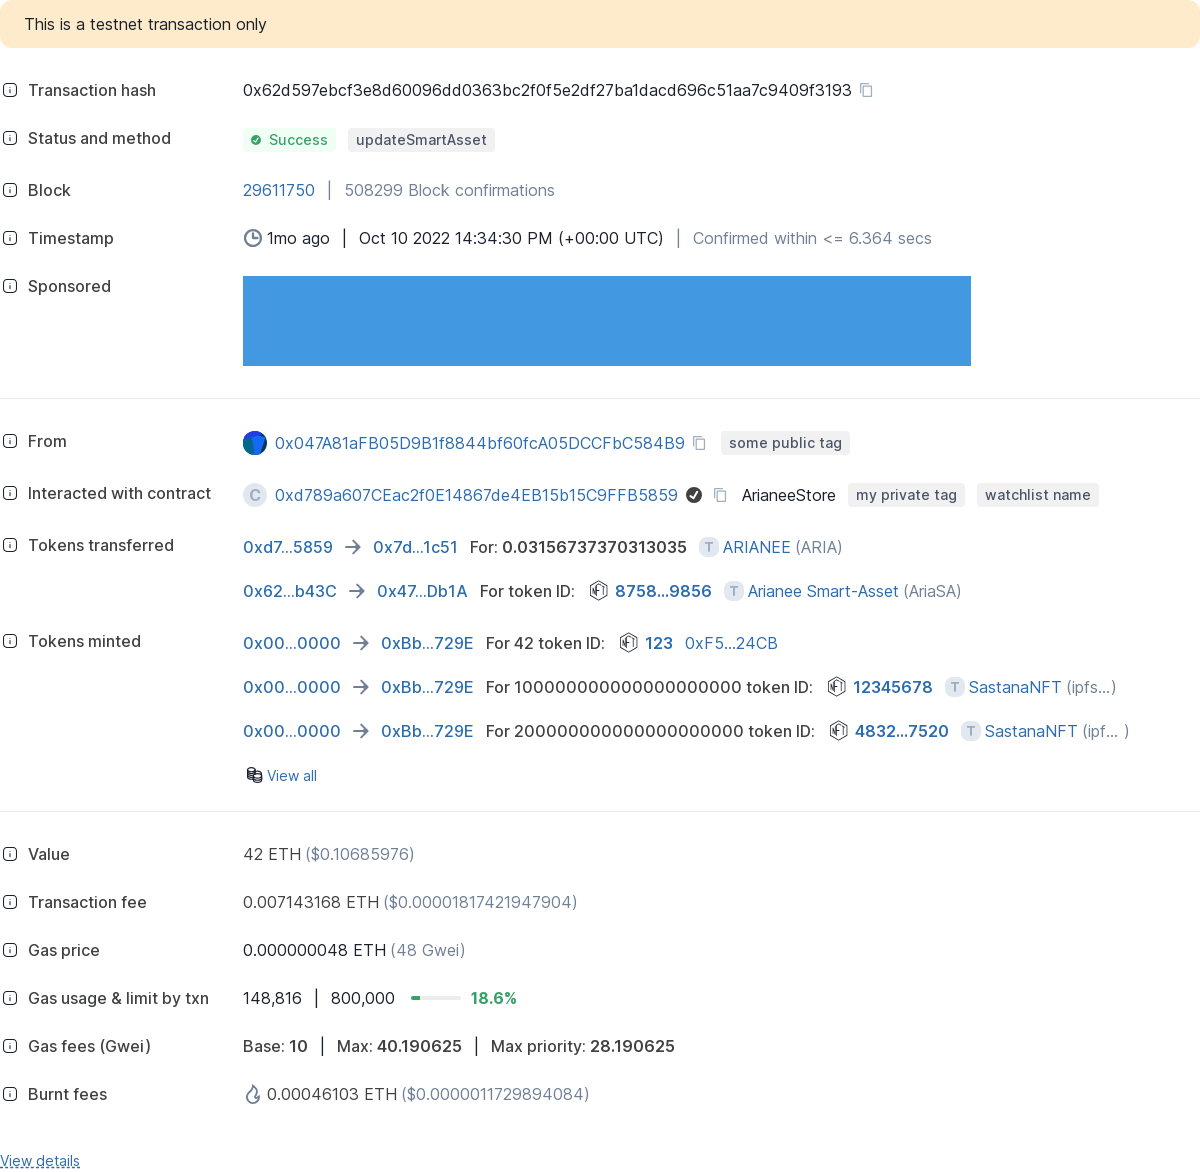 This is a testnet transaction only
Transaction hash 0x62d597ebcf3e8d60096dd0363bc2f0f5e2df27ba1dacd696c51aa7c9409f3193
Status and method Success updateSmartAsset
Block 29611750 | 508299 Block confirmations
Timestamp 1mo ago | Oct 10 2022 14:34:30 PM (+00:00 UTC) | Confirmed within <= 6.364 secs
Sponsored
From 0x047A81aFB05D9B1f8844bf60fcA05DCCFbC584B9 some public tag
Interacted with contract C 0xd789a607CEac2f0E14867de4EB15b15C9FFB5859 ArianeeStore my private tag watchlist name
Tokens transferred 0xd7...5859 → 0x7d...1c51 For: 0.03156737370313035 T ARIANEE (ARIA)
0x62...b43C → 0x47...Db1A For token ID: 8758...9856 T Arianee Smart-Asset (AriaSA)
Tokens minted 0x00...0000 → 0xBb...729E For 42 token ID: 123 0xF5...24CB
0x00...0000 → 0xBb...729E For 100000000000000000000 token ID: 12345678 T SastanaNFT (ipfs...)
0x00...0000 → 0xBb...729E For 200000000000000000000 token ID: 4832...7520 T SastanaNFT (ipf... )
View all
Value 42 ETH ($0.10685976)
Transaction fee 0.007143168 ETH ($0.00001817421947904)
Gas price 0.000000048 ETH (48 Gwei)
Gas usage & limit by txn 148,816 | 800,000 18.6%
Gas fees (Gwei) Base: 10 | Max: 40.190625 | Max priority: 28.190625
Burnt fees 0.00046103 ETH ($0.0000011729894084)
View details